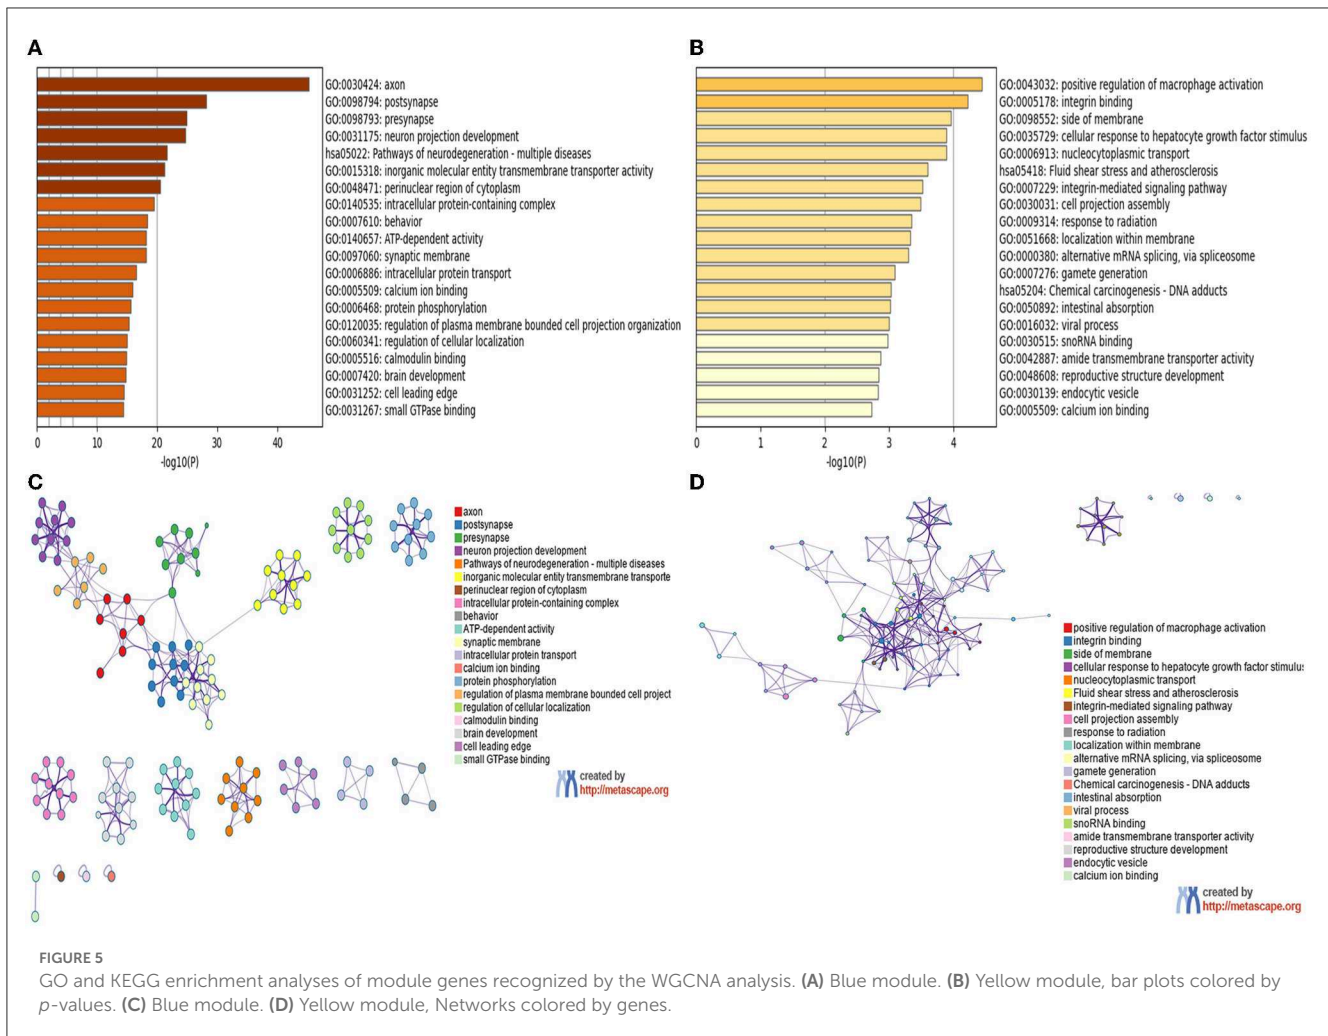 A
GO:0030424: axon
GO:0098794: postsynapse
GO:0098793: presynapse
GO:0031175: neuron projection development
hsa05022: Pathways of neurodegeneration - multiple diseases
GO:0015318: inorganic molecular entity transmembrane transporter activity
GO:0048471: perinuclear region of cytoplasm
GO:0140535: intracellular protein-containing complex
GO:0007610: behavior
GO:0140657: ATP-dependent activity
GO:0097060: synaptic membrane
GO:0006886: intracellular protein transport
GO:0005509: calcium ion binding
GO:0006468: protein phosphorylation
GO:0120035: regulation of plasma membrane bounded cell projection organization
GO:0060341: regulation of cellular localization
GO:0005516: calmodulin binding
GO:0007420: brain development
GO:0031252: cell leading edge
GO:0031267: small GTPase binding
0 10 20 30 40
-log10(P)
B
GO:0043032: positive regulation of macrophage activation
GO:0005178: integrin binding
GO:0098552: side of membrane
GO:0035729: cellular response to hepatocyte growth factor stimulus
GO:0006913: nucleocytoplasmic transport
hsa05418: Fluid shear stress and atherosclerosis
GO:0007229: integrin-mediated signaling pathway
GO:0030031: cell projection assembly
GO:0009314: response to radiation
GO:0051668: localization within membrane
GO:0000380: alternative mRNA splicing, via spliceosome
GO:0007276: gamete generation
hsa05204: Chemical carcinogenesis - DNA adducts
GO:0050892: intestinal absorption
GO:0016032: viral process
GO:0030515: snoRNA binding
GO:0042887: amide transmembrane transporter activity
GO:0048608: reproductive structure development
GO:0030139: endocytic vesicle
GO:0005509: calcium ion binding
0 1 2 3 4
-log10(P)
C
axon
postsynapse
presynapse
neuron projection development
Pathways of neurodegeneration - multiple diseases
inorganic molecular entity transmembrane transporte
perinuclear region of cytoplasm
intracellular protein-containing complex
behavior
ATP-dependent activity
synaptic membrane
intracellular protein transport
calcium ion binding
protein phosphorylation
regulation of plasma membrane bounded cell project
regulation of cellular localization
calmodulin binding
brain development
cell leading edge
small GTPase binding
created by
http://metascape.org
D
positive regulation of macrophage activation
integrin binding
side of membrane
cellular response to hepatocyte growth factor stimulus
nucleocytoplasmic transport
Fluid shear stress and atherosclerosis
integrin-mediated signaling pathway
cell projection assembly
response to radiation
localization within membrane
alternative mRNA splicing, via spliceosome
gamete generation
Chemical carcinogenesis - DNA adducts
intestinal absorption
viral process
snoRNA binding
amide transmembrane transporter activity
reproductive structure development
endocytic vesicle
calcium ion binding
created by
http://metascape.org
FIGURE 5
GO and KEGG enrichment analyses of module genes recognized by the WGCNA analysis. (A) Blue module. (B) Yellow module, bar plots colored by
p-values. (C) Blue module. (D) Yellow module, Networks colored by genes.